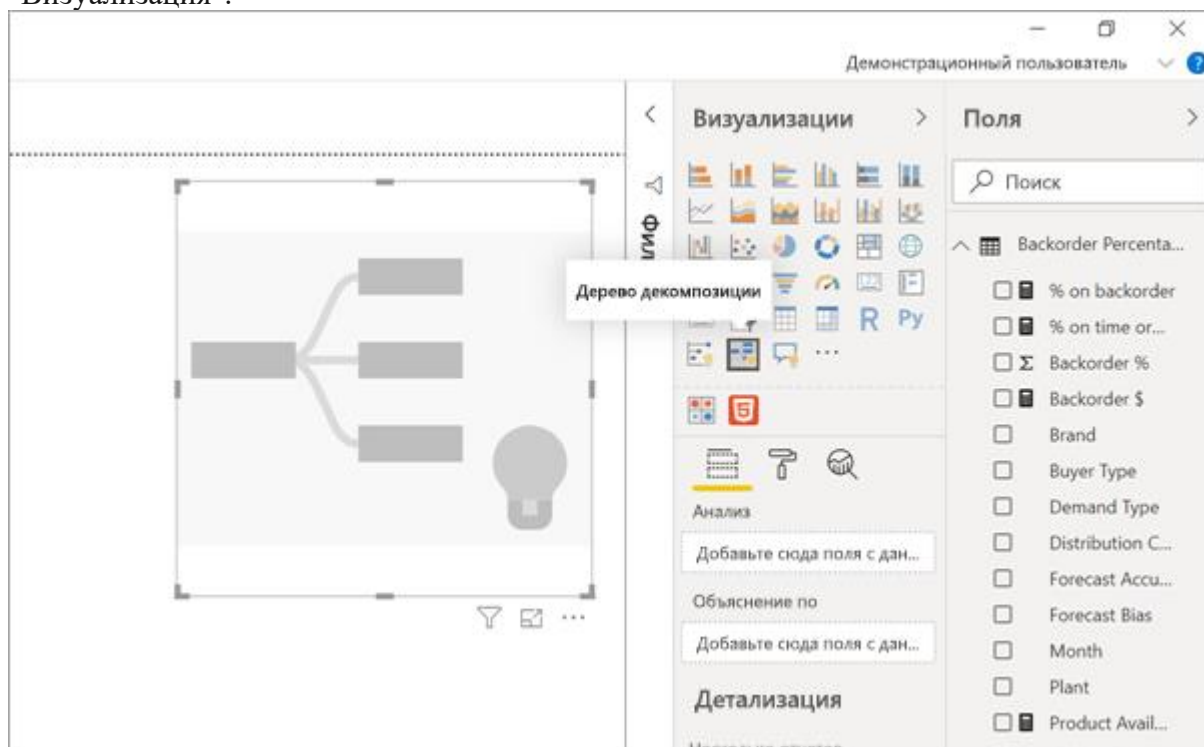 Визуализация".
Демонстрационный пользователь
Визуализации
Поля
Поиск
Backorder Percenta...
Дерево декомпозиции
% on backorder
R Py
% on time or...
Σ Backorder %
Backorder $
5
Brand
Buyer Type
Анализ
Demand Type
Добавьте сюда поля с дан...
Distribution C...
Forecast Accu...
Объяснение по
Forecast Bias
Добавьте сюда поля с дан...
Month
Plant
Детализация
Product Avail...